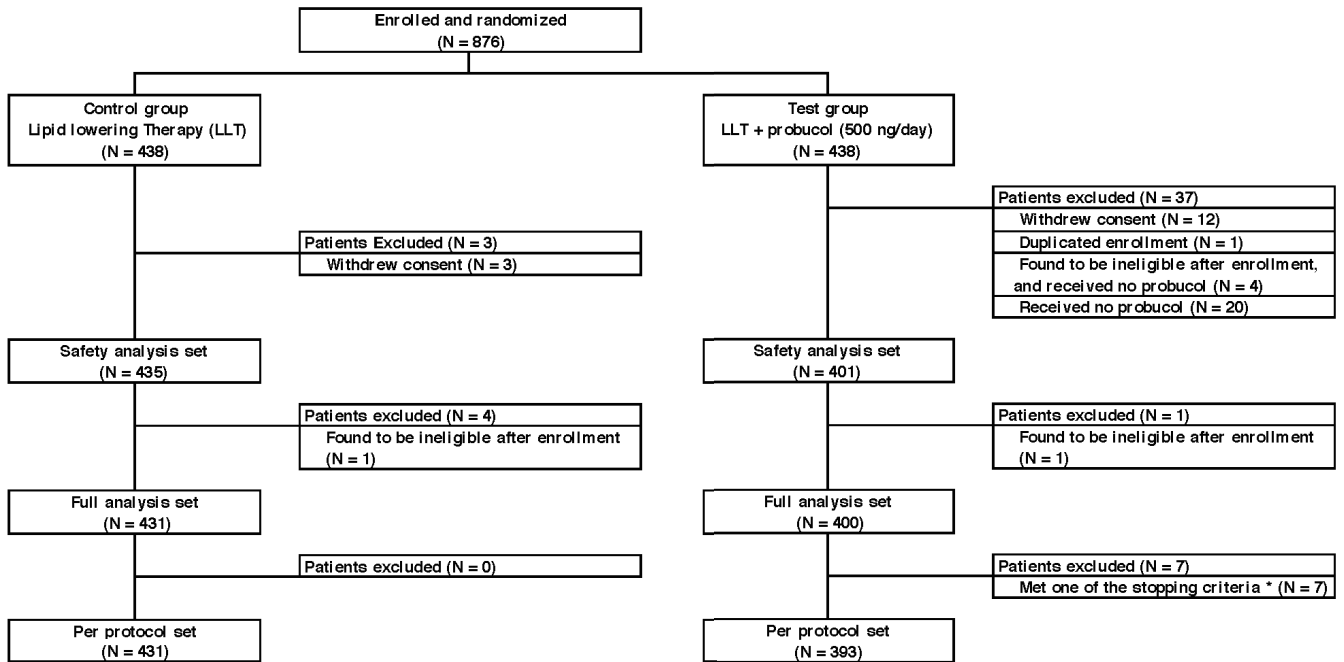 Enrolled and randomized
(N = 876)
Control group
Lipid lowering Therapy (LLT)
(N = 438)
Test group
LLT + probucol (500 ng/day)
(N = 438)
Patients excluded (N = 37)
Withdrew consent (N = 12)
Duplicated enrollment (N = 1)
Found to be ineligible after enrollment,
and received no probucol (N = 4)
Received no probucol (N = 20)
Patients Excluded (N = 3)
Withdrew consent (N = 3)
Safety analysis set
(N = 435)
Safety analysis set
(N = 401)
Patients excluded (N = 4)
Found to be ineligible after enrollment
(N = 1)
Patients excluded (N = 1)
Found to be ineligible after enrollment
(N = 1)
Full analysis set
(N = 431)
Full analysis set
(N = 400)
Patients excluded (N = 0)
Patients excluded (N = 7)
Met one of the stopping criteria * (N = 7)
Per protocol set
(N = 431)
Per protocol set
(N = 393)